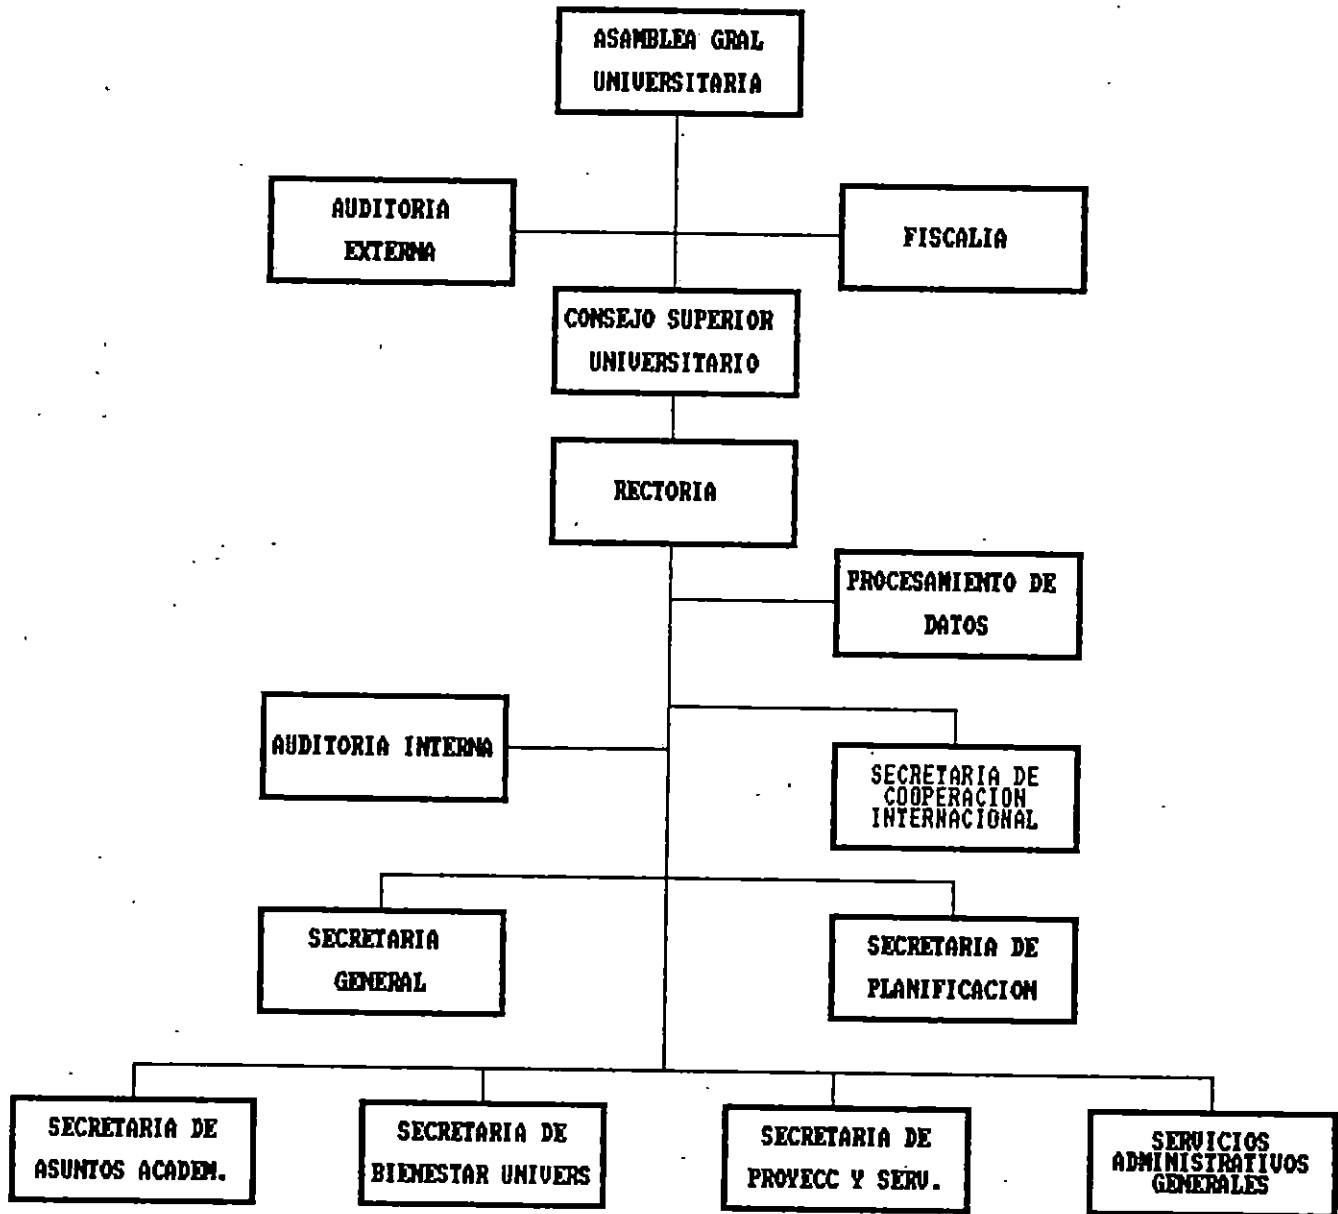 ASAMBLEA GRAL
UNIVERSITARIA
AUDITORIA
EXTERNA
FISCALIA
CONSEJO SUPERIOR
UNIVERSITARIO
RECTORIA
PROCESAMIENTO DE
DATOS
AUDITORIA INTERNA
SECRETARIA DE
COOPERACION
INTERNACIONAL
SECRETARIA
GENERAL
SECRETARIA DE
PLANIFICACION
SECRETARIA DE
ASUNTOS ACADEM.
SECRETARIA DE
BIENESTAR UNIVERS
SECRETARIA DE
PROYECC Y SERV.
SERVICIOS
ADMINISTRATIVOS
GENERALES